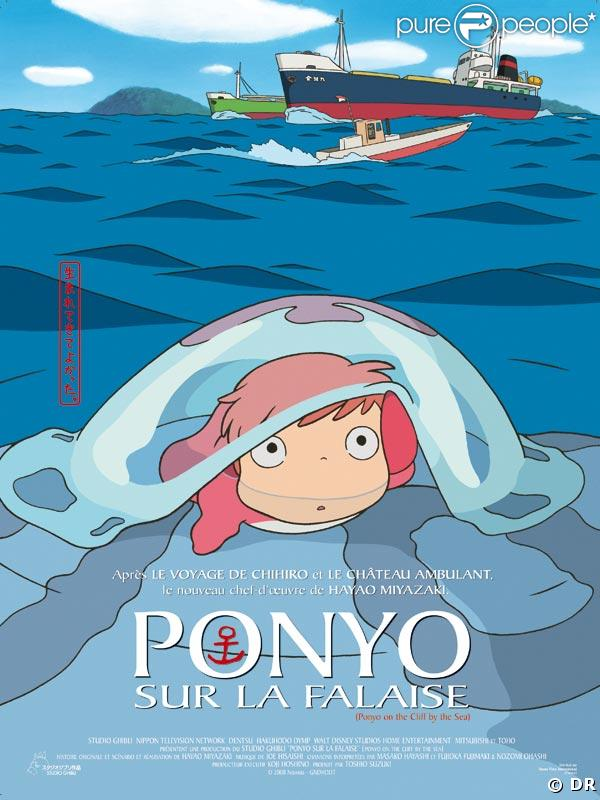 pure people*
生まれてきてよかった。
Après LE VOYAGE DE CHIHIRO et LE CHÂTEAU AMBULANT,
le nouveau chef-d'œuvre de HAYAO MIYAZAKI.
PONYO
SUR LA FALAISE
(Ponyo on the Cliff by the Sea)
STUDIO GHIBLI NIPPON TELEVISION NETWORK DENTSU HAKUHODO DYMP WALT DISNEY STUDIOS HOME ENTERTAINMENT MITSUBISHI ET TOHO
PRÉSENTENT UNE PRODUCTION DU STUDIO GHIBLI "PONYO SUR LA FALAISE" (PONYO ON THE CLIFF BY THE SEA)
HISTOIRE ORIGINALE ET SCÉNARIO ET RÉALISATION DE HAYAO MIYAZAKI MUSIQUE DE JOE HISAISHI CHANSONS INTERPRÉTÉES PAR MASAKO HAYASHI ET FUJIOKA FUJIMAKI & NOZOMI OHASHI
PRODUCTEUR EXÉCUTIF KOJI HOSHINO PRODUIT PAR TOSHIO SUZUKI
© 2008 Nibariki - GNDHDDT
スタジオジブリ作品
STUDIO GHIBLI
© DR